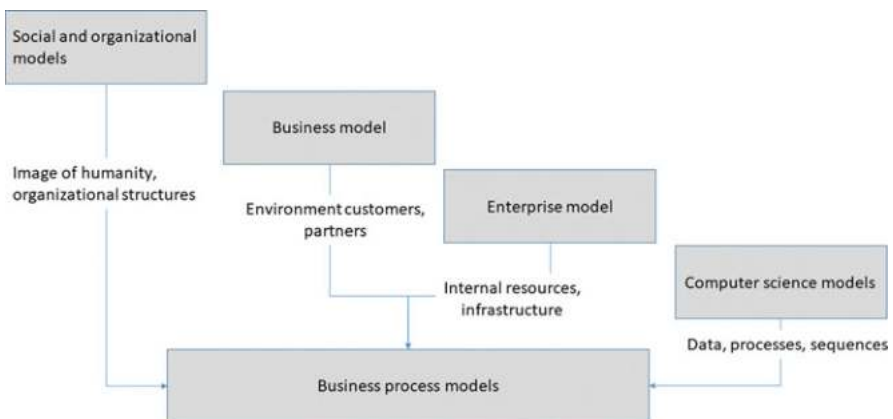 Social and organizational
models
Business model
Image of humanity,
organizational structures
Environment customers,
partners
Enterprise model
Internal resources,
infrastructure
Computer science models
Data, processes, sequences
Business process models